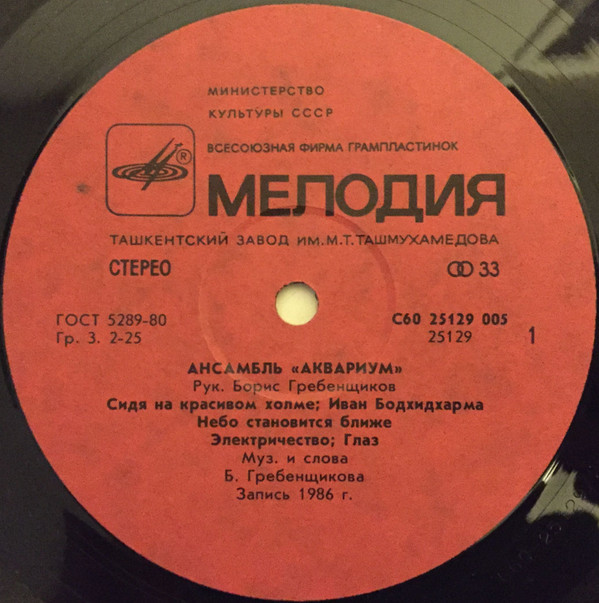 МИНИСТЕРСТВО
КУЛЬТУРЫ СССР
ВСЕСОЮЗНАЯ ФИРМА ГРАМПЛАСТИНОК
®
МЕЛОДИЯ
ТАШКЕНТСКИЙ ЗАВОД ИМ.М.Т.ТАШМУХАМЕДОВА
СТЕРЕО
33
ГОСТ 5289-80
С60 25129 005
Гр. 3. 2-25
25129
1
АНСАМБЛЬ «АКВАРИУМ»
Рук. Борис Гребенщиков
Сидя на красивом холме; Иван Бодхидхарма
Небо становится ближе
Электричество; Глаз
Муз. и слова
Б. Гребенщикова
Запись 1986 г.